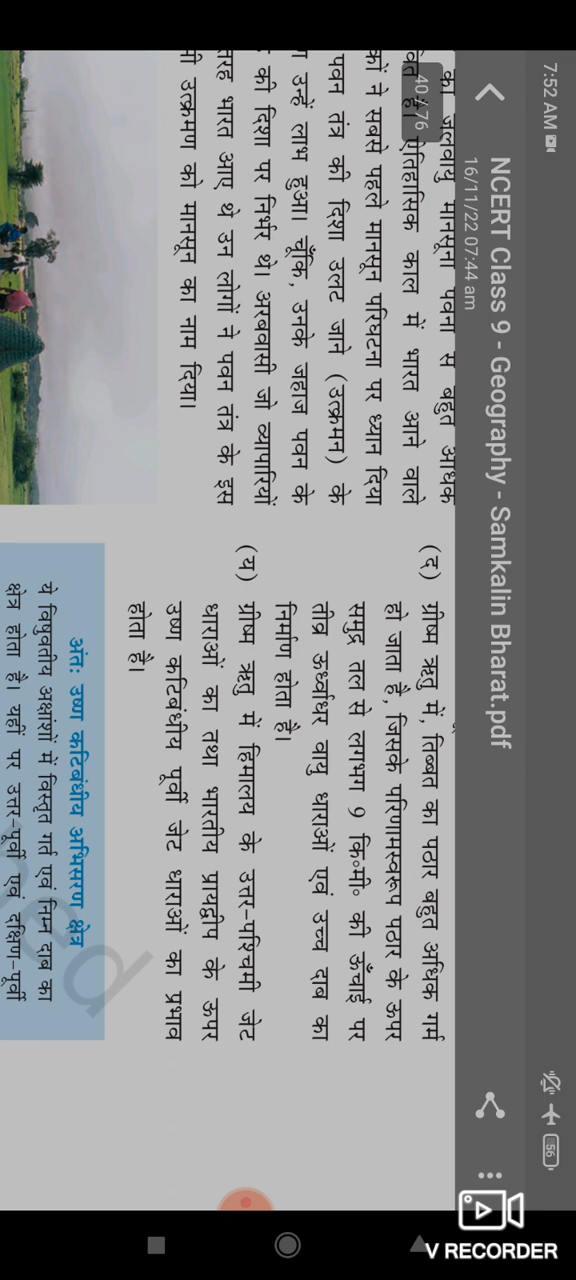 7:52 AM
56
NCERT Class 9 - Geography - Samkalin Bharat.pdf
16/11/22 07:44 am
40 / 76
का जलवायु मानसूनी पवनों से बहुत अधिक
ऐतिहासिक काल में भारत आने वाले
ने सबसे पहले मानसून परिघटना पर ध्यान दिया
पवन तंत्र की दिशा उलट जाने (उत्क्रमन) के
उन्हें लाभ हुआ। चूँकि, उनके जहाज पवन के
की दिशा पर निर्भर थे। अरबवासी जो व्यापारियों
तरह भारत आए थे उन लोगों ने पवन तंत्र के इस
उत्क्रमण को मानसून का नाम दिया।
(द) ग्रीष्म ऋतु में, तिब्बत का पठार बहुत अधिक गर्म
हो जाता है, जिसके परिणामस्वरूप पठार के ऊपर
समुद्र तल से लगभग 9 कि॰मी॰ की ऊँचाई पर
तीव्र ऊर्ध्वाधर वायु धाराओं एवं उच्च दाब का
निर्माण होता है।
(य) ग्रीष्म ऋतु में हिमालय के उत्तर-पश्चिमी जेट
धाराओं का तथा भारतीय प्रायद्वीप के ऊपर
उष्ण कटिबंधीय पूर्वी जेट धाराओं का प्रभाव
होता है।
अंत: उष्ण कटिबंधीय अभिसरण क्षेत्र
ये विषुवतीय अक्षांशों में विस्तृत गर्त एवं निम्न दाब का
क्षेत्र होता है। यहीं पर उत्तर-पूर्वी एवं दक्षिण-पूर्वी
V RECORDER